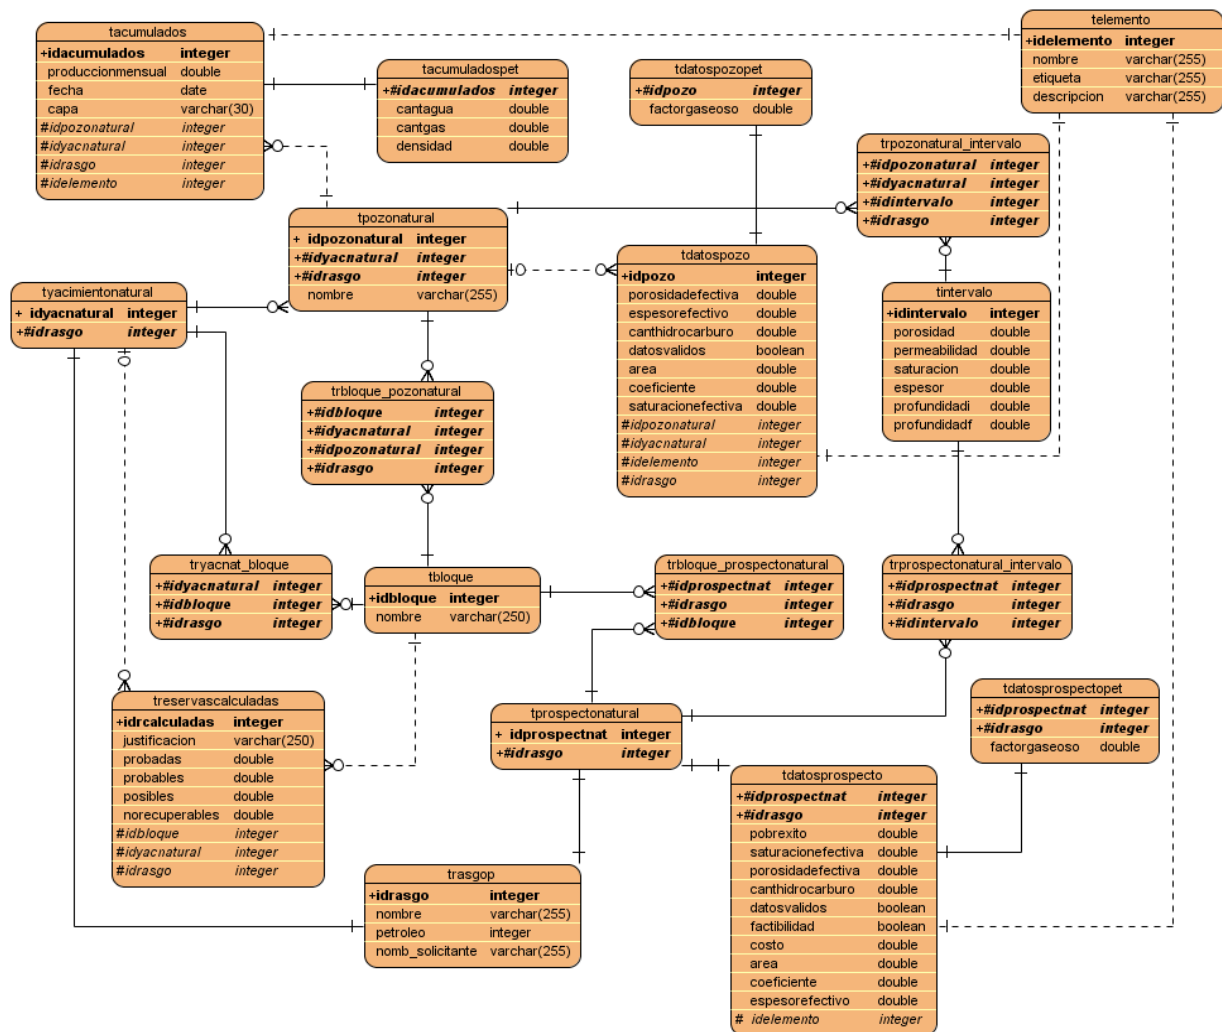 tacumulados
+idacumulados integer
produccionmensual double
fecha date
capa varchar(30)
#idpozonatural integer
#idyacnatural integer
#idrasgo integer
#idelemento integer
tacumuladospet
+#idacumulados integer
cantagua double
cantgas double
densidad double
tdatospozopet
+#idpozo integer
factorgaseoso double
telemento
+idelemento integer
nombre varchar(255)
etiqueta varchar(255)
descripcion varchar(255)
trpozonatural_intervalo
+#idpozonatural integer
+#idyacnatural integer
+#idintervalo integer
+#idrasgo integer
tpozonatural
+ idpozonatural integer
+#idyacnatural integer
+#idrasgo integer
nombre varchar(255)
tdatospozo
+idpozo integer
porosidadefectiva double
espesorefectivo double
canthidrocarburo double
datosvalidos boolean
area double
coeficiente double
saturacionefectiva double
#idpozonatural integer
#idyacnatural integer
#idelemento integer
#idrasgo integer
tyacimientonatural
+ idyacnatural integer
+#idrasgo integer
tintervalo
+idintervalo integer
porosidad double
permeabilidad double
saturacion double
espesor double
profundidadi double
profundidadf double
trbloque_pozonatural
+#idbloque integer
+#idyacnatural integer
+#idpozonatural integer
+#idrasgo integer
tryacnat_bloque
+#idyacnatural integer
+#idbloque integer
+#idrasgo integer
tbloque
+idbloque integer
nombre varchar(250)
trbloque_prospectonatural
+#idprospectnat integer
+#idrasgo integer
+#idbloque integer
trprospectonatural_intervalo
+#idprospectnat integer
+#idrasgo integer
+#idintervalo integer
treservascalculadas
+idrcalculadas integer
justificacion varchar(250)
probadas double
probables double
posibles double
norecuperables double
#idbloque integer
#idyacnatural integer
#idrasgo integer
tprospectonatural
+ idprospectnat integer
+#idrasgo integer
tdatosprospectopet
+#idprospectnat integer
+#idrasgo integer
factorgaseoso double
tdatosprospecto
+#idprospectnat integer
+#idrasgo integer
pobrexito double
saturacionefectiva double
porosidadefectiva double
canthidrocarburo double
datosvalidos boolean
factibilidad boolean
costo double
area double
coeficiente double
espesorefectivo double
# idelemento integer
trasgop
+idrasgo integer
nombre varchar(255)
petroleo integer
nomb_solicitante varchar(255)